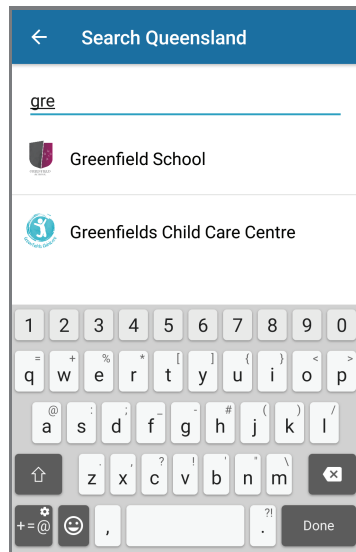 Search Queensland
gre
Greenfield School
Greenfields Child Care Centre
1 2 3 4 5 6 7 8 9 0
= + % * [ ] { } < >
q w e r t y u i o p
@ : ; _ - # ( ) /
a s d f g h j k l
. , ? ! ' " \
z x c v b n m
+=@ , ?! . Done